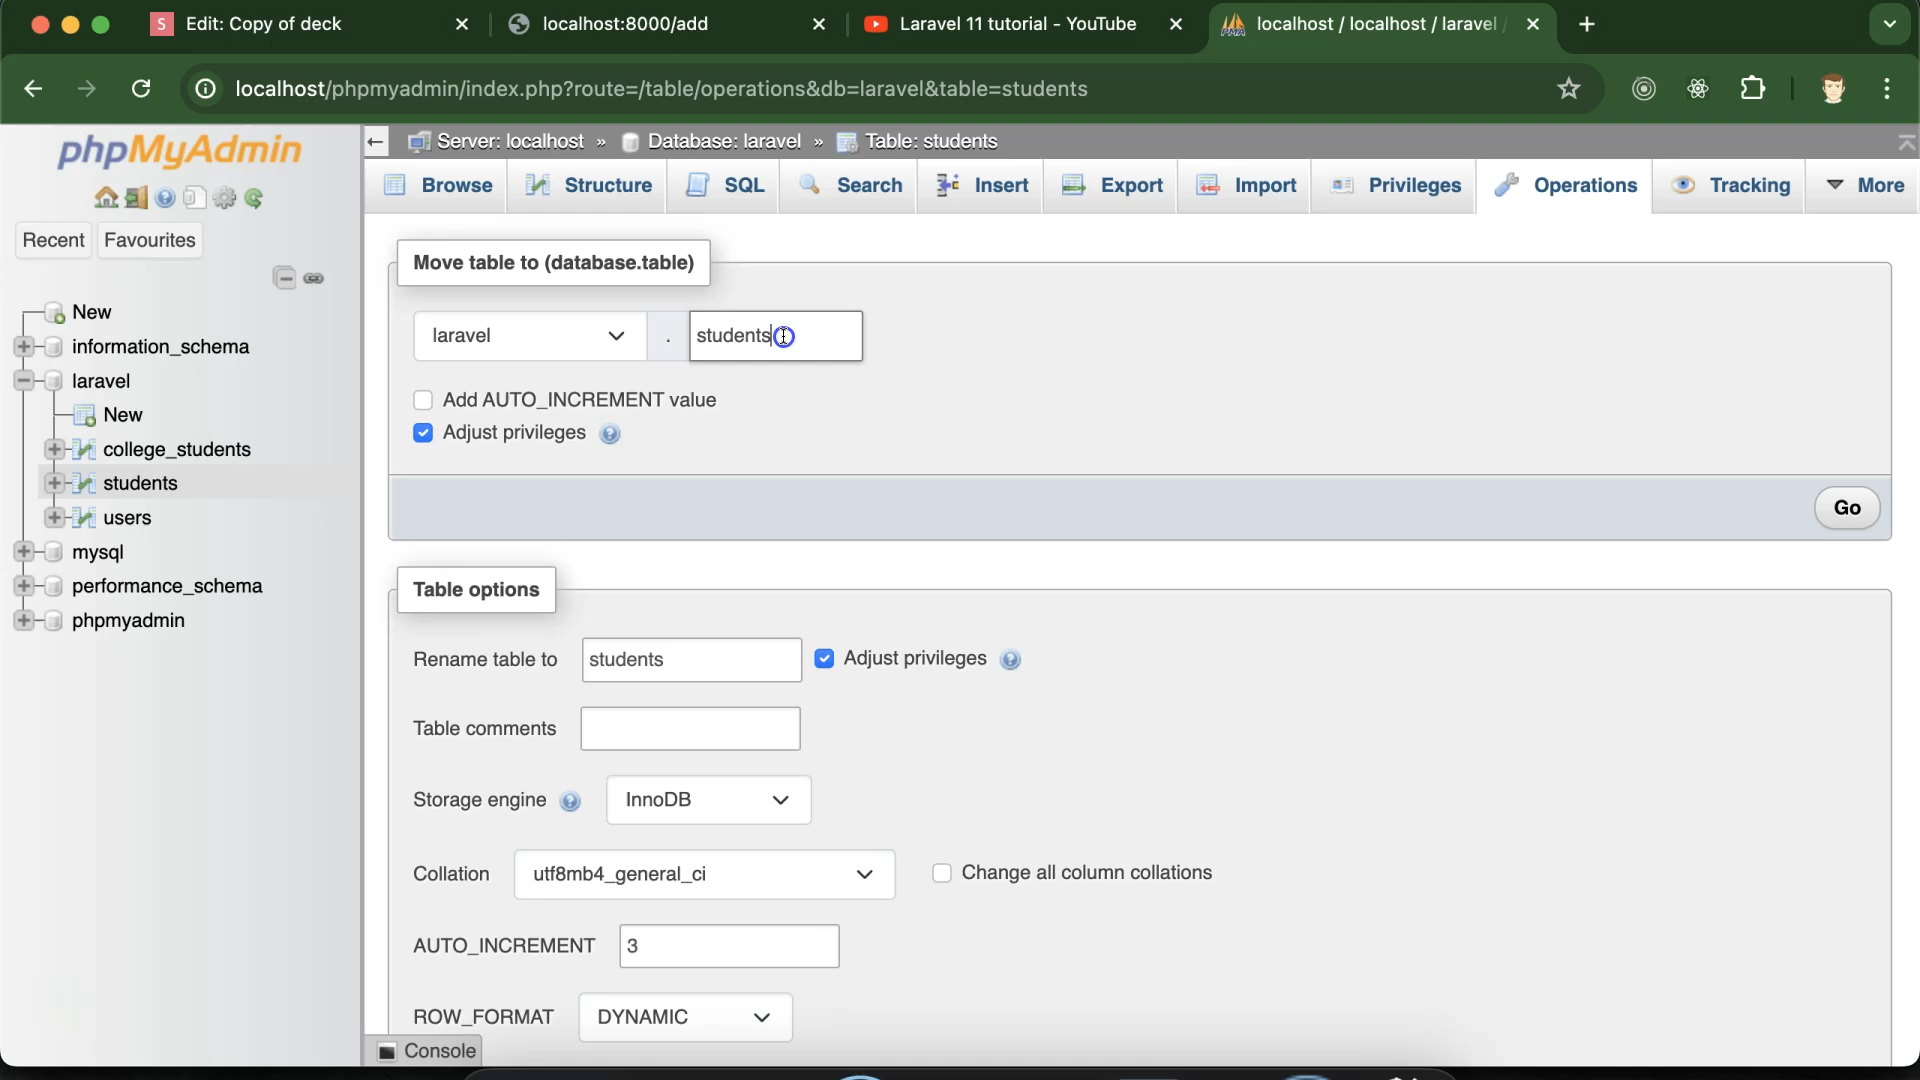 S Edit: Copy of deck
localhost:8000/add
Laravel 11 tutorial - YouTube
localhost / localhost / laravel /
localhost/phpmyadmin/index.php?route=/table/operations&db=laravel&table=students
phpMyAdmin
Recent Favourites
New
information_schema
laravel
New
college_students
students
users
mysql
performance_schema
phpmyadmin
Server: localhost » Database: laravel » Table: students
Browse Structure SQL Search Insert Export Import Privileges Operations Tracking More
Move table to (database.table)
laravel . students
Add AUTO_INCREMENT value
Adjust privileges
Go
Table options
Rename table to students Adjust privileges
Table comments
Storage engine InnoDB
Collation utf8mb4_general_ci Change all column collations
AUTO_INCREMENT 3
ROW_FORMAT DYNAMIC
Console